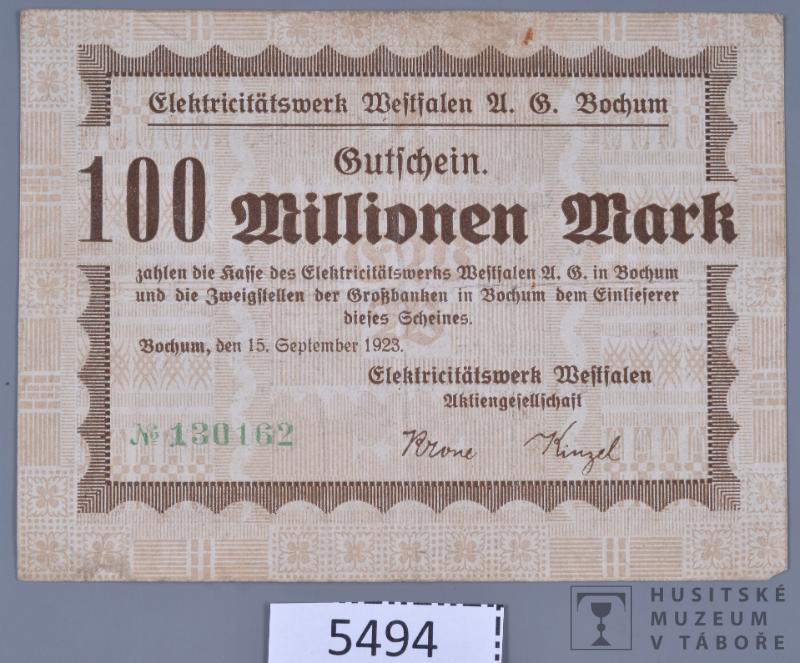 Elektricitätswerk Westfalen A. G. Bochum
Gutschein.
100 Millionen Mark
zahlen die Kasse des Elektricitätswerks Westfalen A. G. in Bochum
und die Zweigstellen der Großbanken in Bochum dem Einlieferer
dieses Scheines.
Bochum, den 15. September 1923.
Elektricitätswerk Westfalen
Aktiengesellschaft
№ 130162
Krone Kinzel
5494
HUSITSKÉ
MUZEUM
V TÁBOŘE